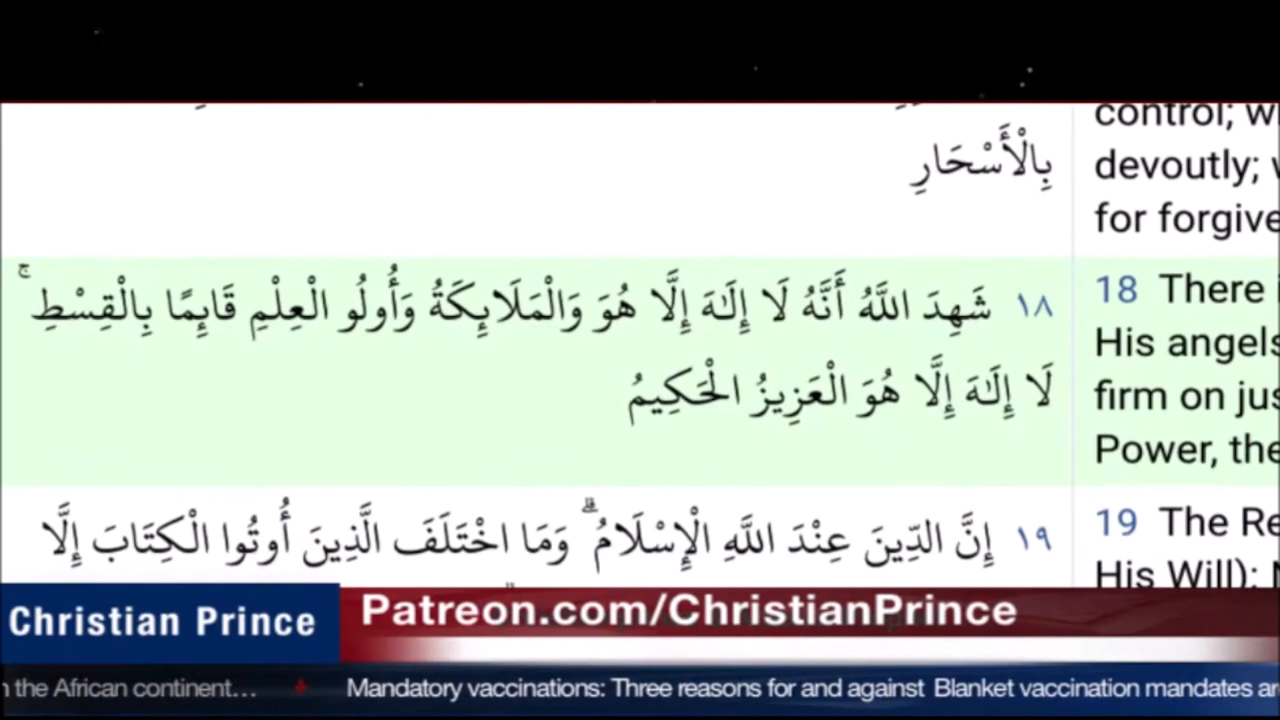 بِالْأَسْحَارِ
control; w
devoutly; w
for forgive
١٨ شَهِدَ اللَّهُ أَنَّهُ لَا إِلَـٰهَ إِلَّا هُوَ وَالْمَلَائِكَةُ وَأُولُو الْعِلْمِ قَائِمًا بِالْقِسْطِ ۚ
لَا إِلَـٰهَ إِلَّا هُوَ الْعَزِيزُ الْحَكِيمُ
18 There
His angels
firm on jus
Power, the
١٩ إِنَّ الدِّينَ عِنْدَ اللَّهِ الْإِسْلَامُ ۗ وَمَا اخْتَلَفَ الَّذِينَ أُوتُوا الْكِتَابَ إِلَّا
19 The Re
His Will): N
Christian Prince
Patreon.com/ChristianPrince
n the African continent... Mandatory vaccinations: Three reasons for and against Blanket vaccination mandates ar